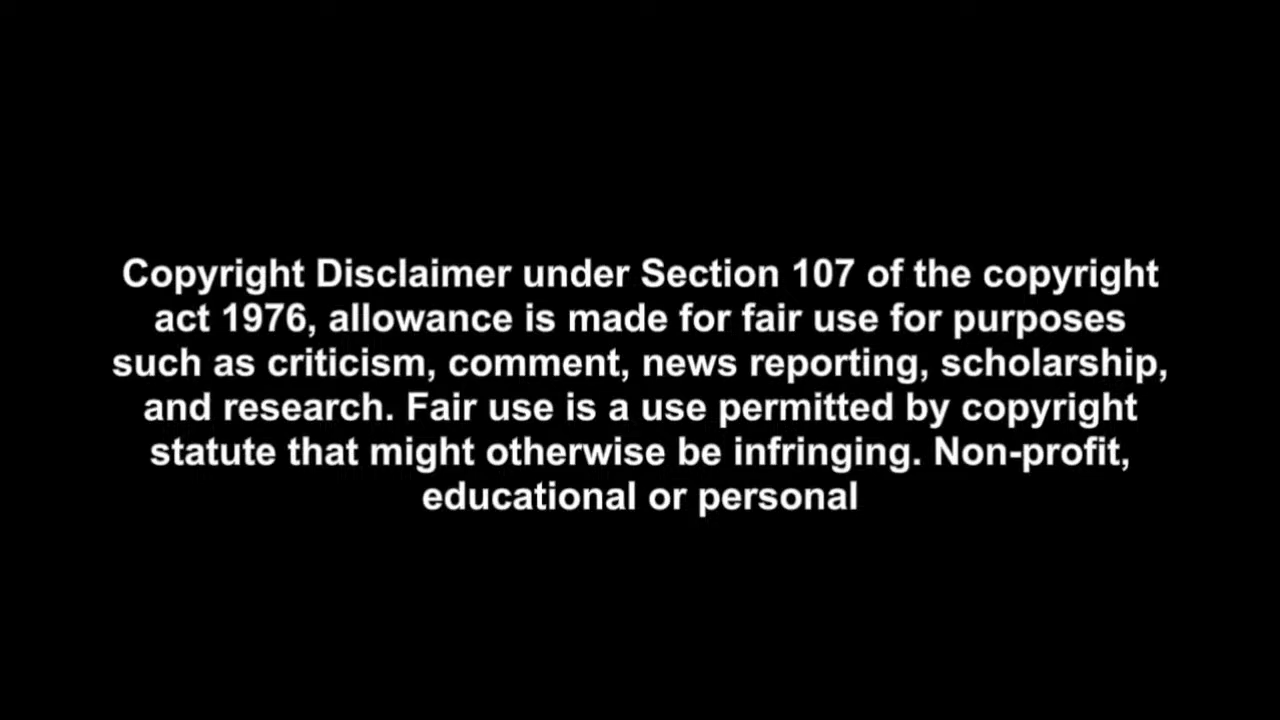 Copyright Disclaimer under Section 107 of the copyright
act 1976, allowance is made for fair use for purposes
such as criticism, comment, news reporting, scholarship,
and research. Fair use is a use permitted by copyright
statute that might otherwise be infringing. Non-profit,
educational or personal